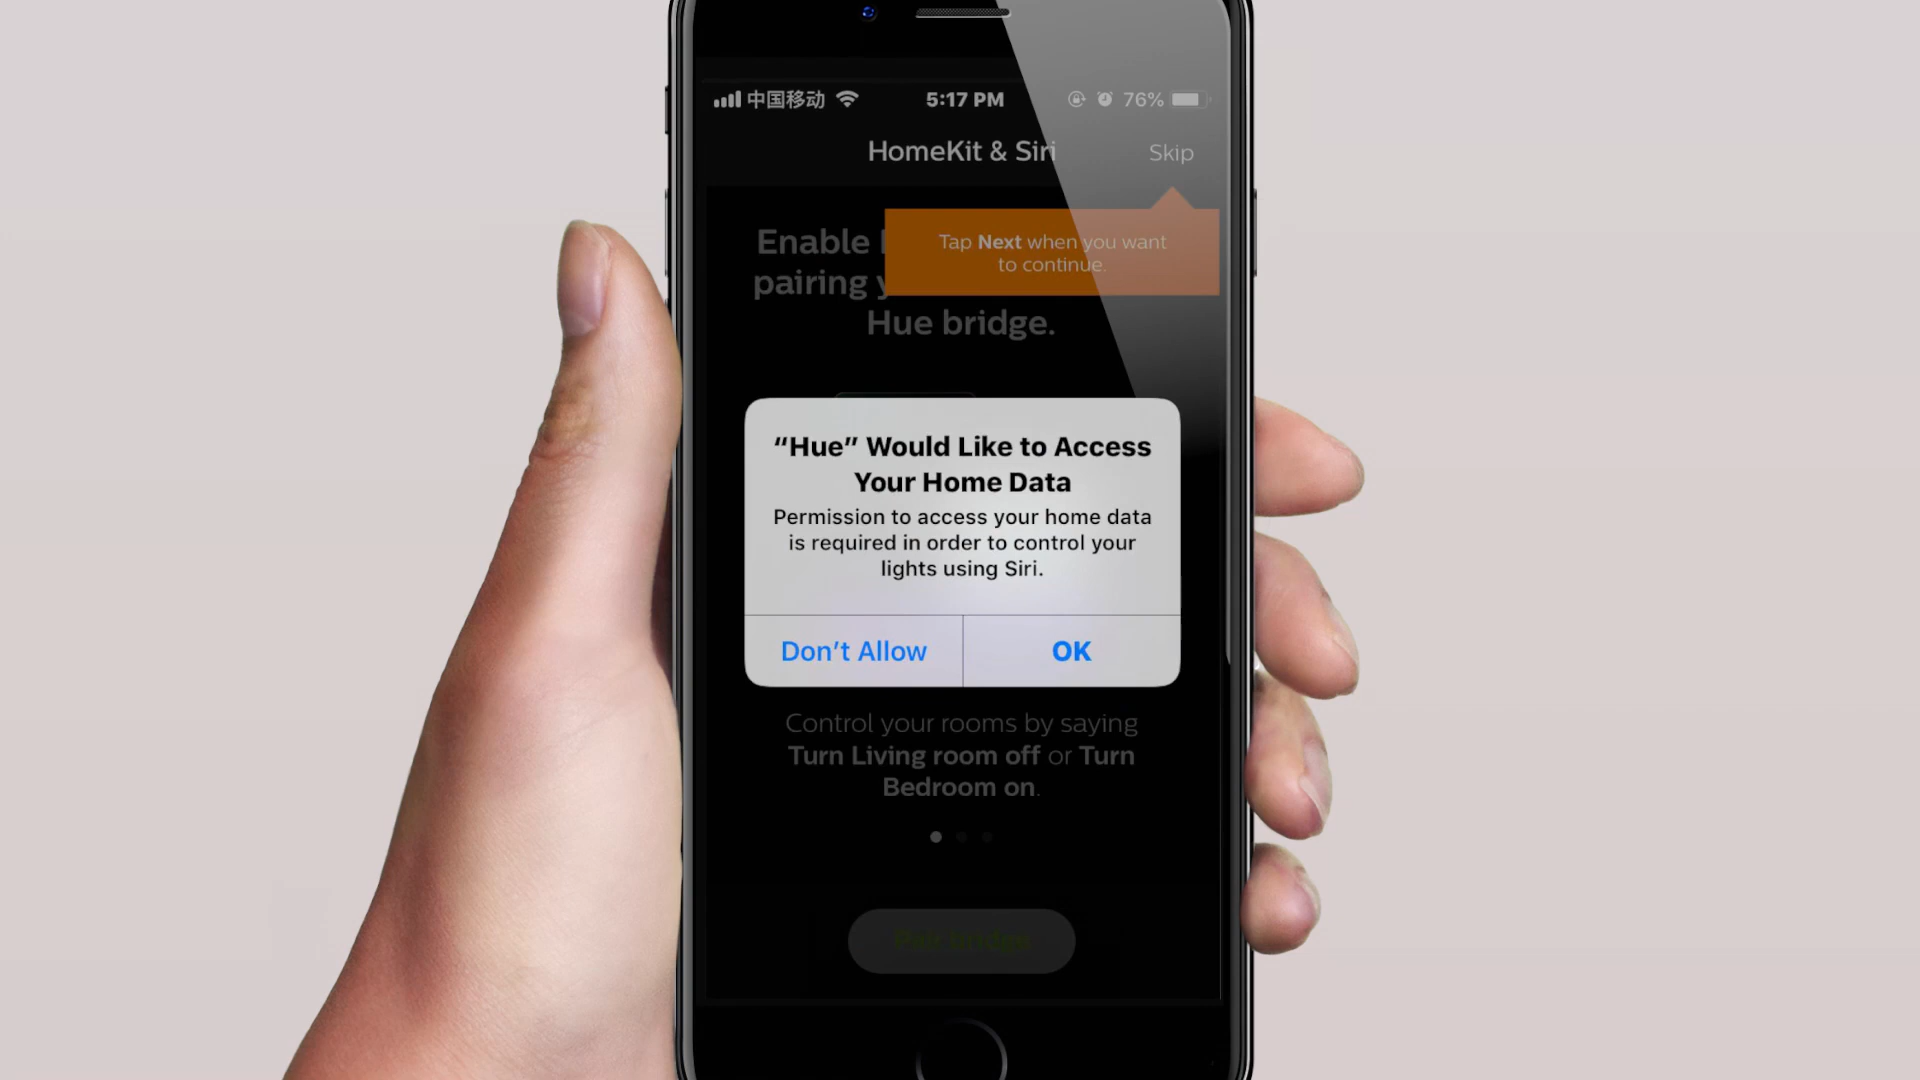 中国移动
5:17 PM
76%
HomeKit & Siri
Skip
Tap Next when you want
to continue.
Enable
pairing
Hue bridge.
“Hue” Would Like to Access
Your Home Data
Permission to access your home data
is required in order to control your
lights using Siri.
Don’t Allow
OK
Control your rooms by saying
Turn Living room off or Turn
Bedroom on.
Pair bridge